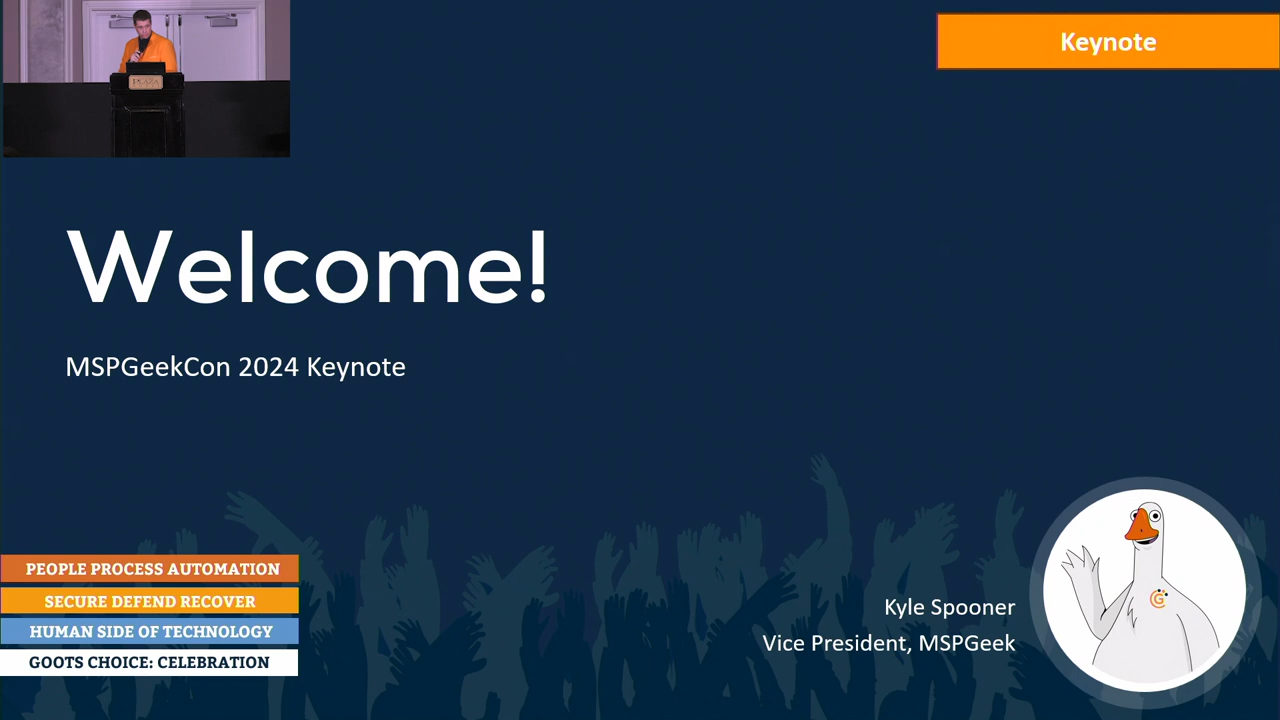 Keynote
Welcome!
MSPGeekCon 2024 Keynote
PEOPLE PROCESS AUTOMATION
SECURE DEFEND RECOVER
HUMAN SIDE OF TECHNOLOGY
GOOTS CHOICE: CELEBRATION
Kyle Spooner
Vice President, MSPGeek
G